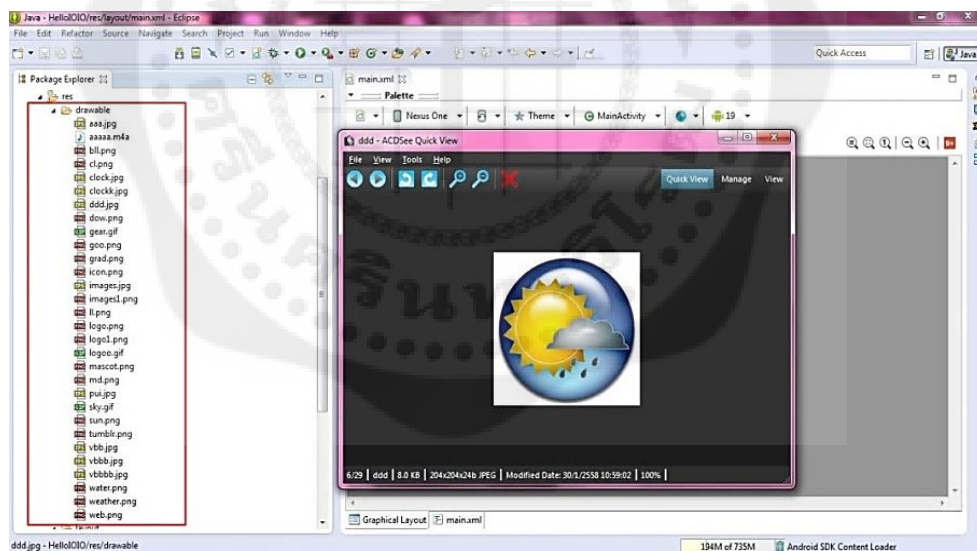 Java - HelloIOIO/res/layout/main.xml - Eclipse
File Edit Refactor Source Navigate Search Project Run Window Help
Quick Access
Java
Package Explorer
res
drawable
aaa.jpg
aaaaa.m4a
bll.png
cl.png
clock.jpg
clockk.jpg
ddd.jpg
dow.png
gear.gif
goo.png
grad.png
icon.png
images.jpg
images1.png
ll.png
logo.png
logo1.png
logoo.gif
mascot.png
md.png
pui.jpg
sky.gif
sun.png
tumblr.png
vbb.jpg
vbbb.jpg
vbbbb.jpg
water.png
weather.png
web.png
layout
main.xml
Palette
Nexus One Theme MainActivity 19
ddd - ACDSee Quick View
File View Tools Help
Quick View Manage View
6/29 ddd 8.0 KB 204x204x24b JPEG Modified Date: 30/1/2558 10:59:02 100%
Graphical Layout main.xml
ddd.jpg - HelloIOIO/res/drawable
194M of 735M Android SDK Content Loader